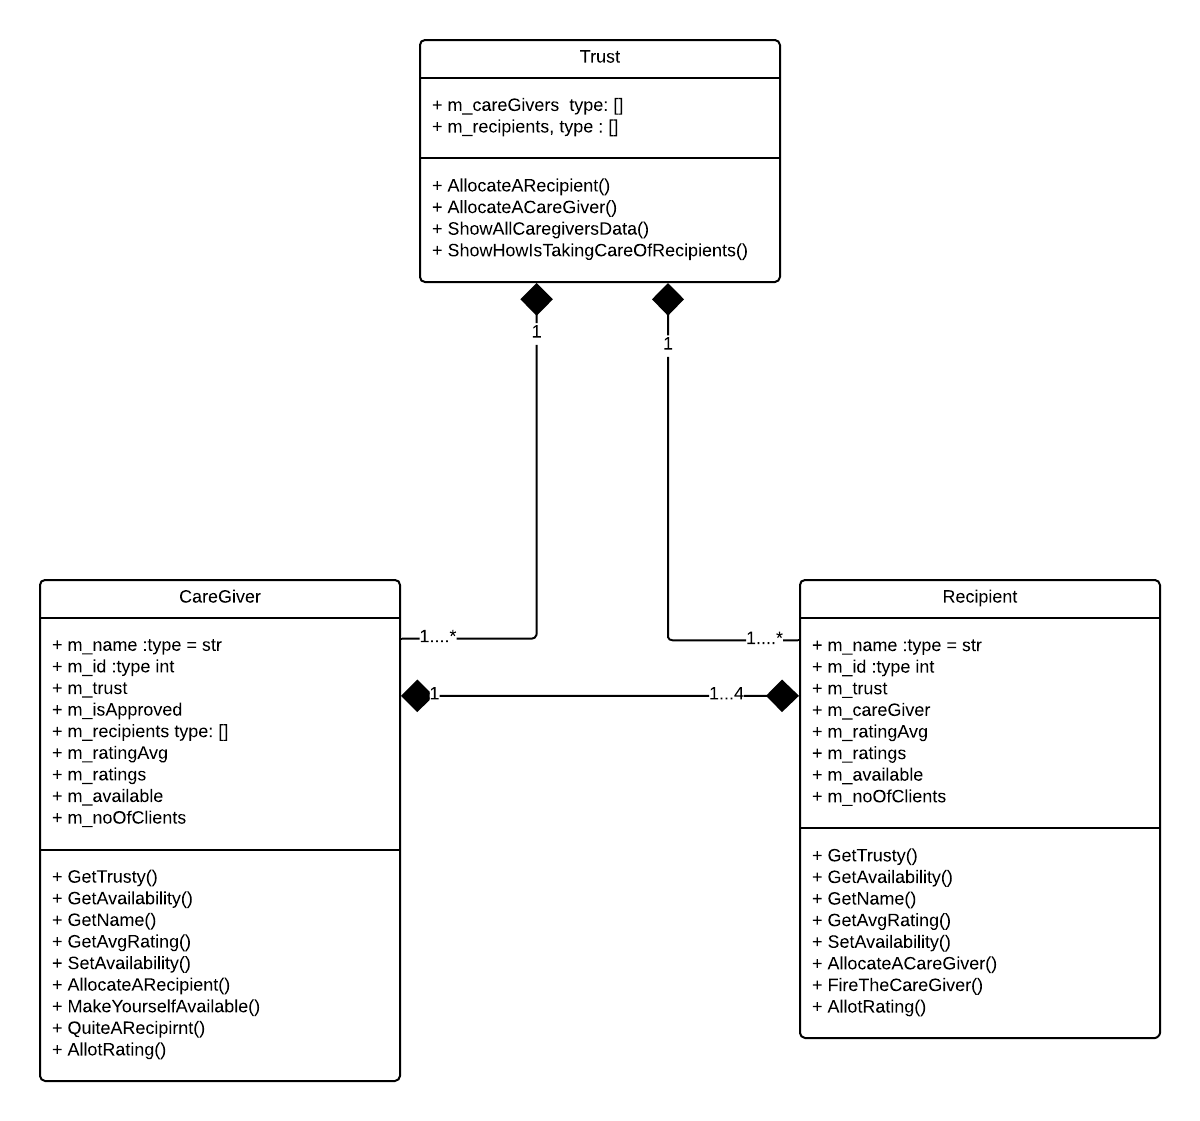 Trust
+ m_careGivers  type: []
+ m_recipients, type : []
+ AllocateARecipient()
+ AllocateACareGiver()
+ ShowAllCaregiversData()
+ ShowHowIsTakingCareOfRecipients()
1
1
CareGiver
+ m_name :type = str
+ m_id :type int
+ m_trust
+ m_isApproved
+ m_recipients type: []
+ m_ratingAvg
+ m_ratings
+ m_available
+ m_noOfClients
+ GetTrusty()
+ GetAvailability()
+ GetName()
+ GetAvgRating()
+ SetAvailability()
+ AllocateARecipient()
+ MakeYourselfAvailable()
+ QuiteARecipirnt()
+ AllotRating()
1....*
1....*
1
1...4
Recipient
+ m_name :type = str
+ m_id :type int
+ m_trust
+ m_careGiver
+ m_ratingAvg
+ m_ratings
+ m_available
+ m_noOfClients
+ GetTrusty()
+ GetAvailability()
+ GetName()
+ GetAvgRating()
+ SetAvailability()
+ AllocateACareGiver()
+ FireTheCareGiver()
+ AllotRating()